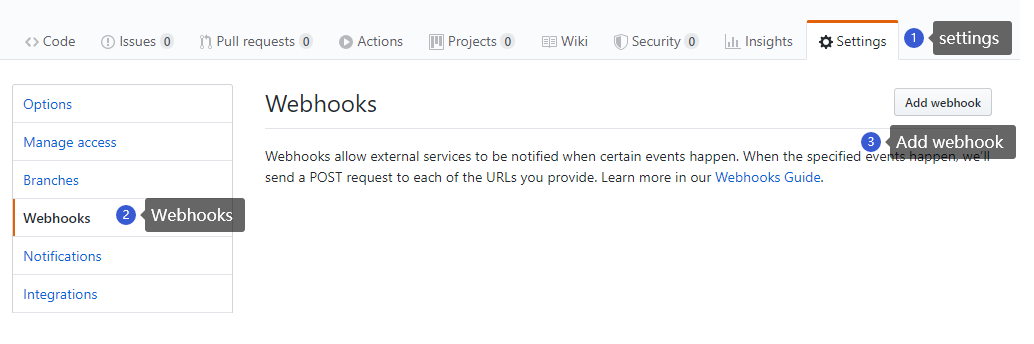 Code Issues 0 Pull requests 0 Actions Projects 0 Wiki Security 0 Insights Settings 1 settings
Options
Manage access
Branches
Webhooks 2 Webhooks
Notifications
Integrations
Webhooks
Add webhook
3 Add webhook
Webhooks allow external services to be notified when certain events happen. When the specified events happen, we'll
send a POST request to each of the URLs you provide. Learn more in our Webhooks Guide.